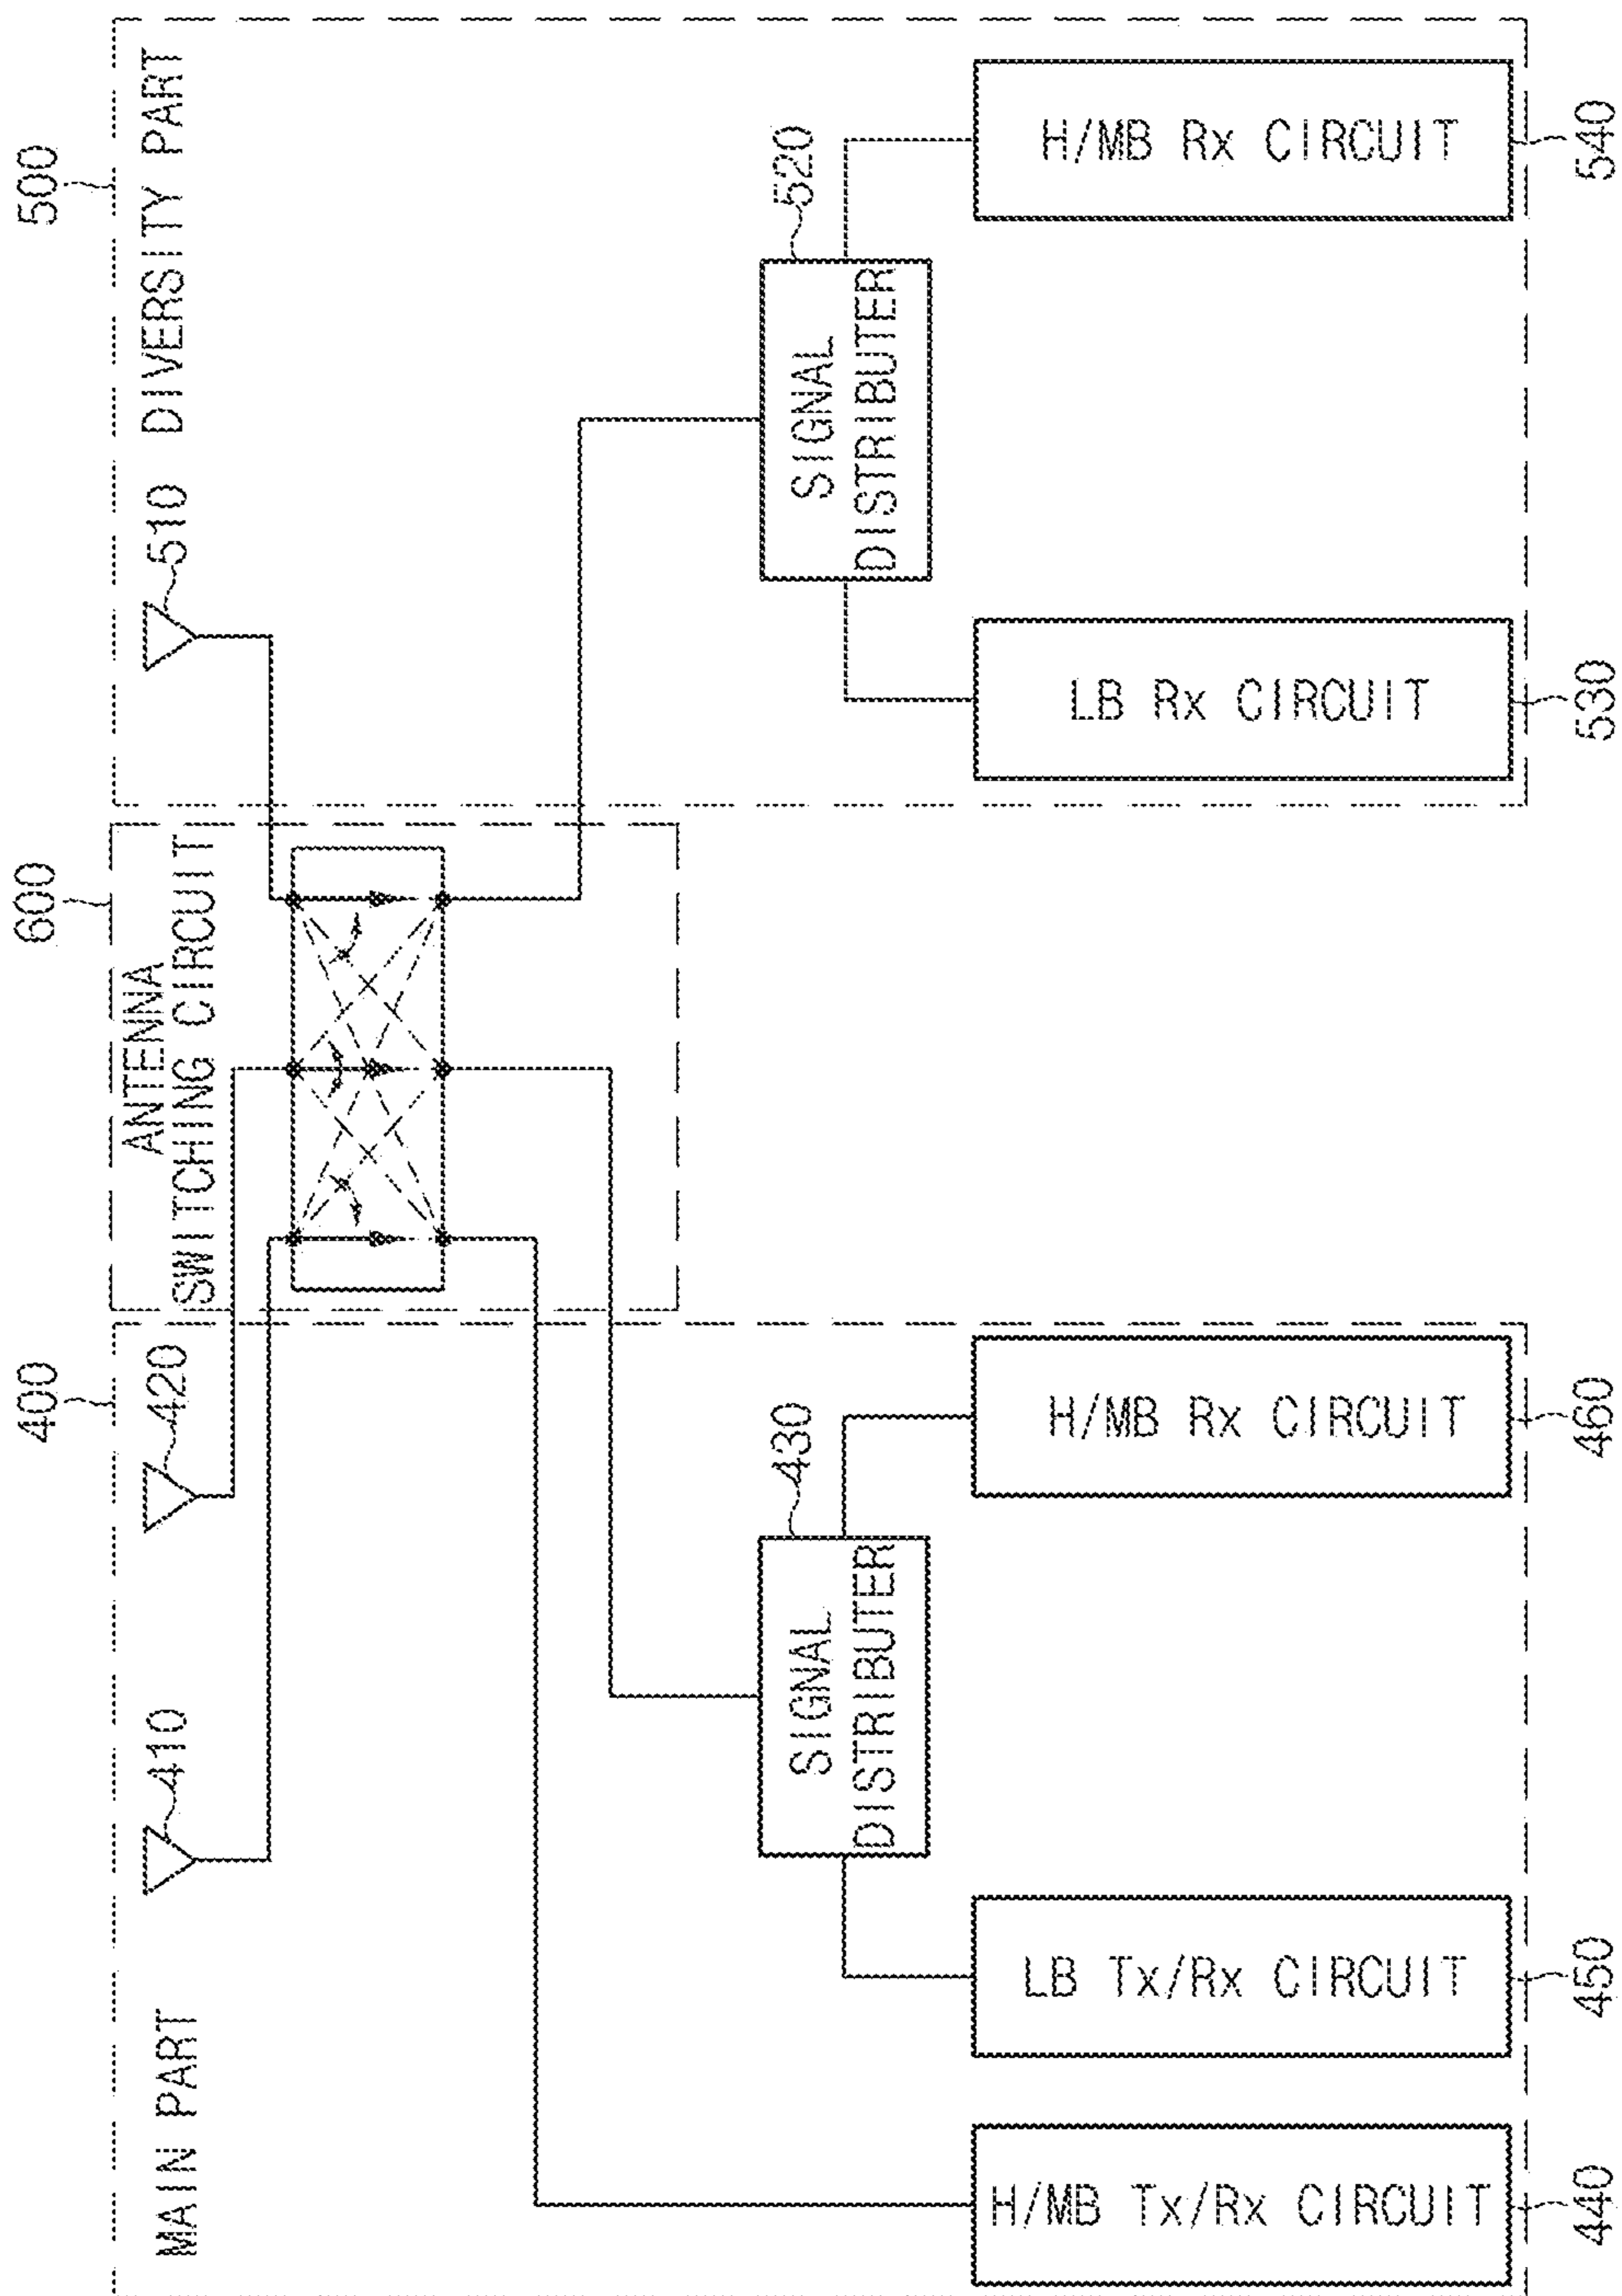 400
600
500
MAIN PART
410
420
ANTENNA
SWITCHING CIRCUIT
510
DIVERSITY PART
430
SIGNAL
DISTRIBUTER
520
SIGNAL
DISTRIBUTER
H/MB Tx/Rx CIRCUIT
LB Tx/Rx CIRCUIT
H/MB Rx CIRCUIT
LB Rx CIRCUIT
H/MB Rx CIRCUIT
440
450
460
530
540